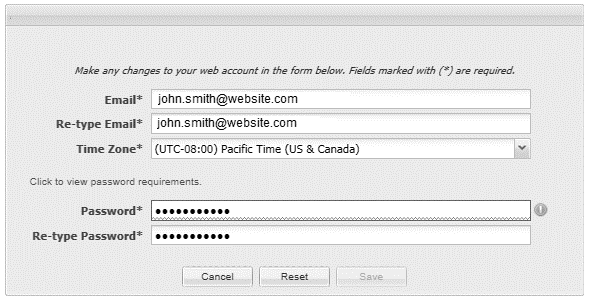 Make any changes to your web account in the form below. Fields marked with (*) are required.
Email* john.smith@website.com
Re-type Email* john.smith@website.com
Time Zone* (UTC-08:00) Pacific Time (US & Canada)
Click to view password requirements.
Password* •••••••••••
Re-type Password* •••••••••••
Cancel Reset Save